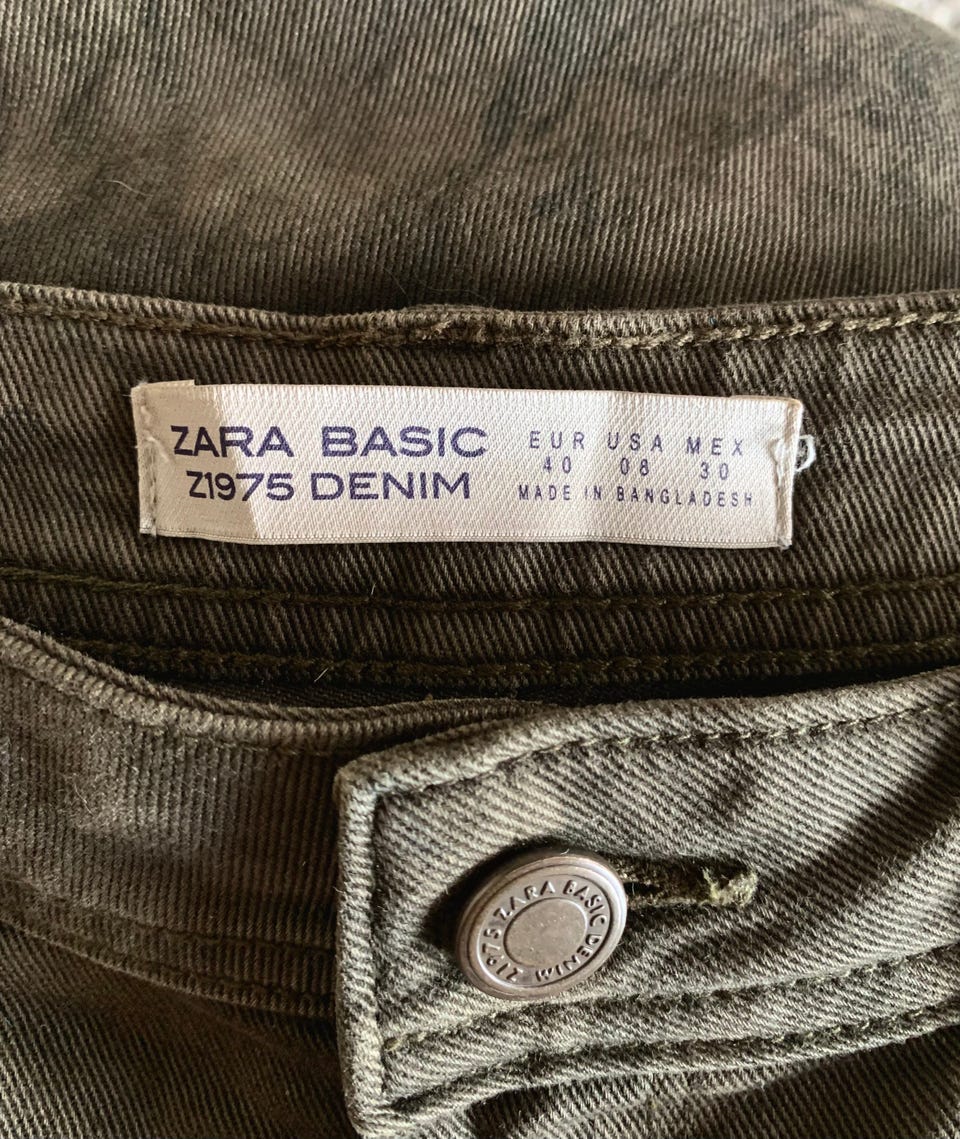 ZARA BASIC
Z1975 DENIM
EUR USA MEX
40 08 30
MADE IN BANGLADESH
Z1975 ZARA BASIC DENIM